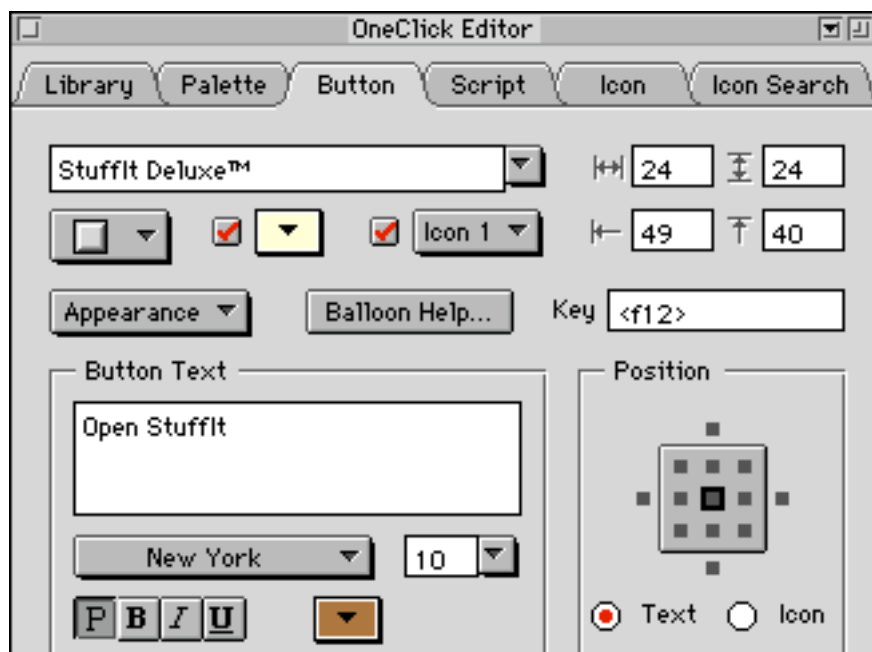 OneClick Editor
Library Palette Button Script Icon Icon Search
StuffIt Deluxe™ 24 24
Icon 1 49 40
Appearance Balloon Help... Key <f12>
Button Text Position
Open StuffIt
New York 10
P B I U
Text Icon